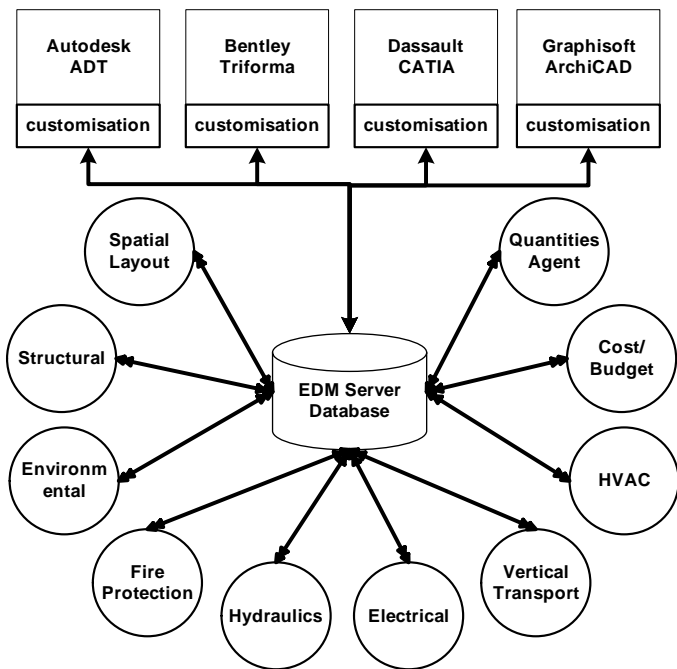 Autodesk
ADT
customisation
Bentley
Triforma
customisation
Dassault
CATIA
customisation
Graphisoft
ArchiCAD
customisation
Spatial
Layout
Quantities
Agent
Structural
Cost/
Budget
EDM Server
Database
Environm
ental
HVAC
Fire
Protection
Hydraulics
Electrical
Vertical
Transport